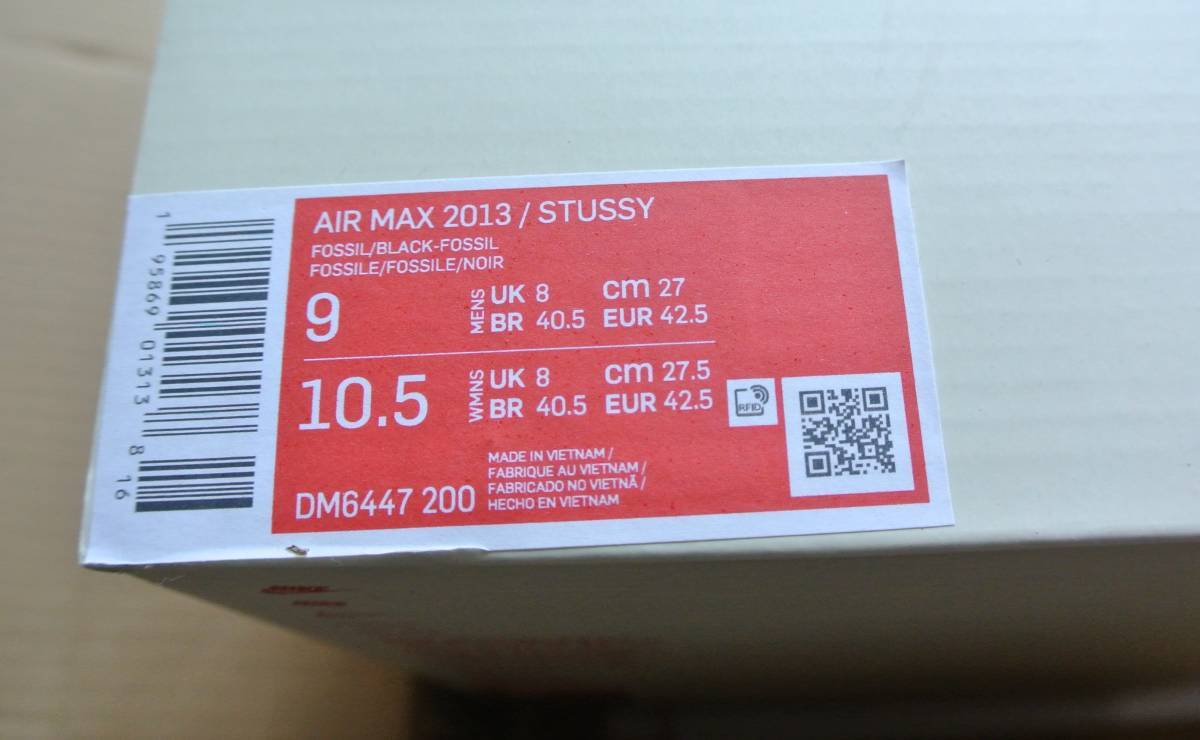 AIR MAX 2013 / STUSSY
FOSSIL/BLACK-FOSSIL
FOSSILE/FOSSILE/NOIR
9
MENS
UK 8 cm 27
BR 40.5 EUR 42.5
10.5
WMNS
UK 8 cm 27.5
BR 40.5 EUR 42.5
RFID
DM6447 200
MADE IN VIETNAM /
FABRIQUE AU VIETNAM /
FABRICADO NO VIETNÃ /
HECHO EN VIETNAM
1 95869 01313 8 16